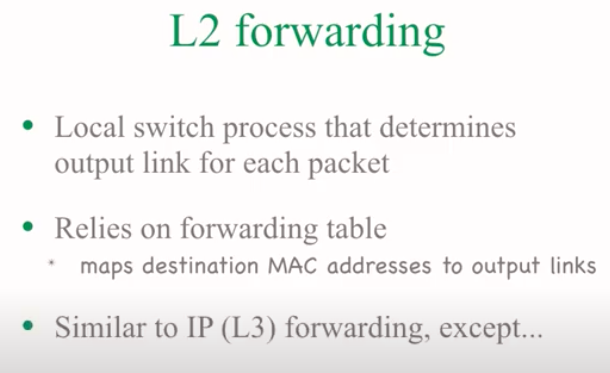 L2 forwarding
• Local switch process that determines
output link for each packet
• Relies on forwarding table
* maps destination MAC addresses to output links
• Similar to IP (L3) forwarding, except...